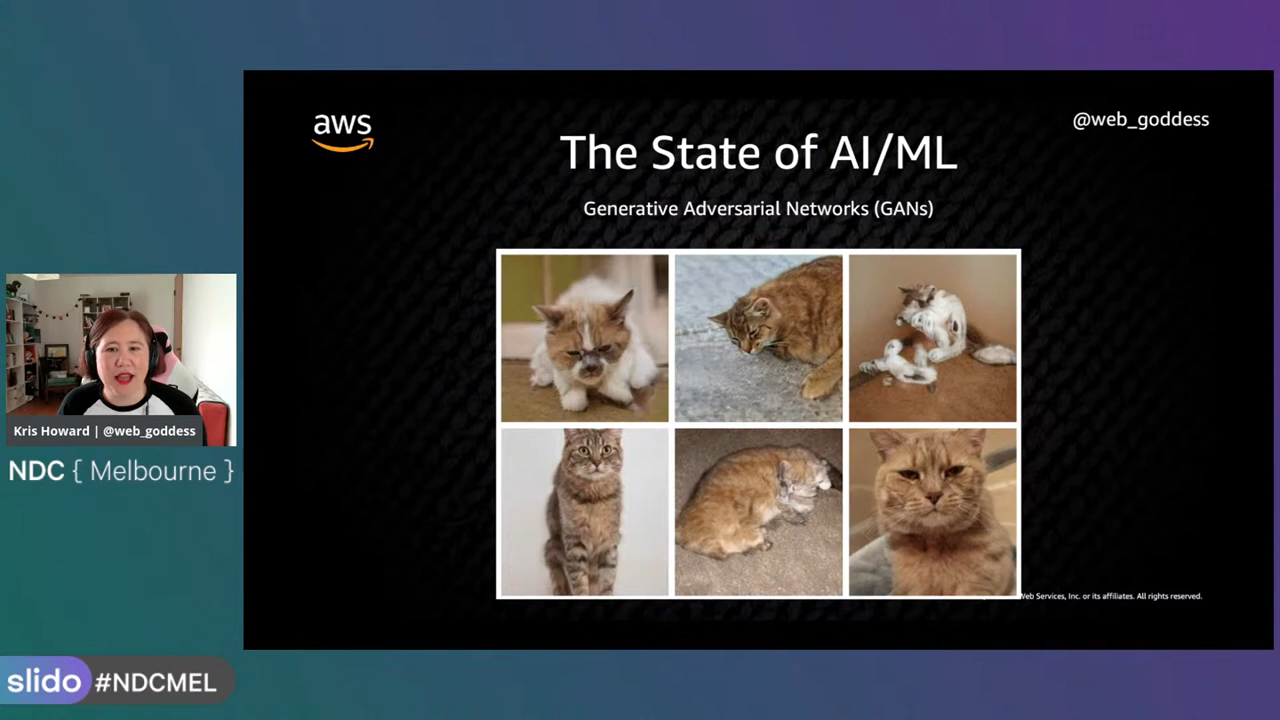 aws
@web_goddess
The State of AI/ML
Generative Adversarial Networks (GANs)
Kris Howard | @web_goddess
NDC { Melbourne }
Web Services, Inc. or its affiliates. All rights reserved.
slido #NDCMEL